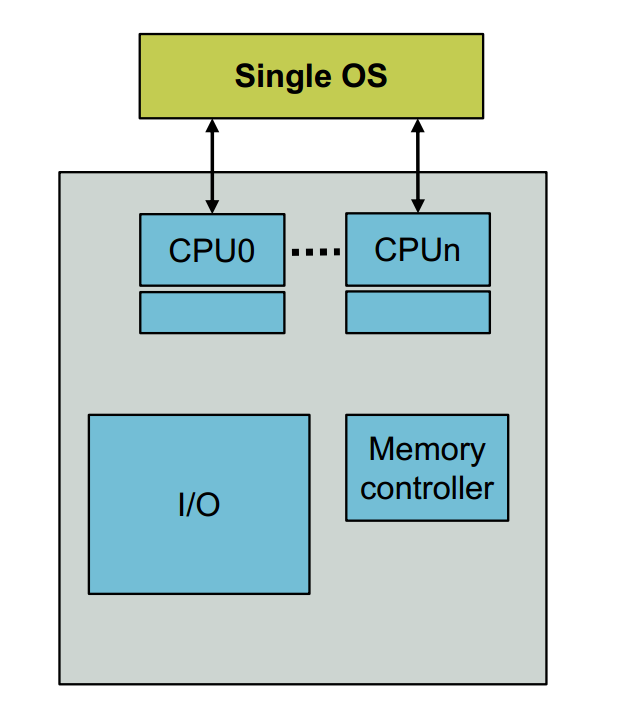 Single OS
CPU0
CPUn
I/O
Memory
controller